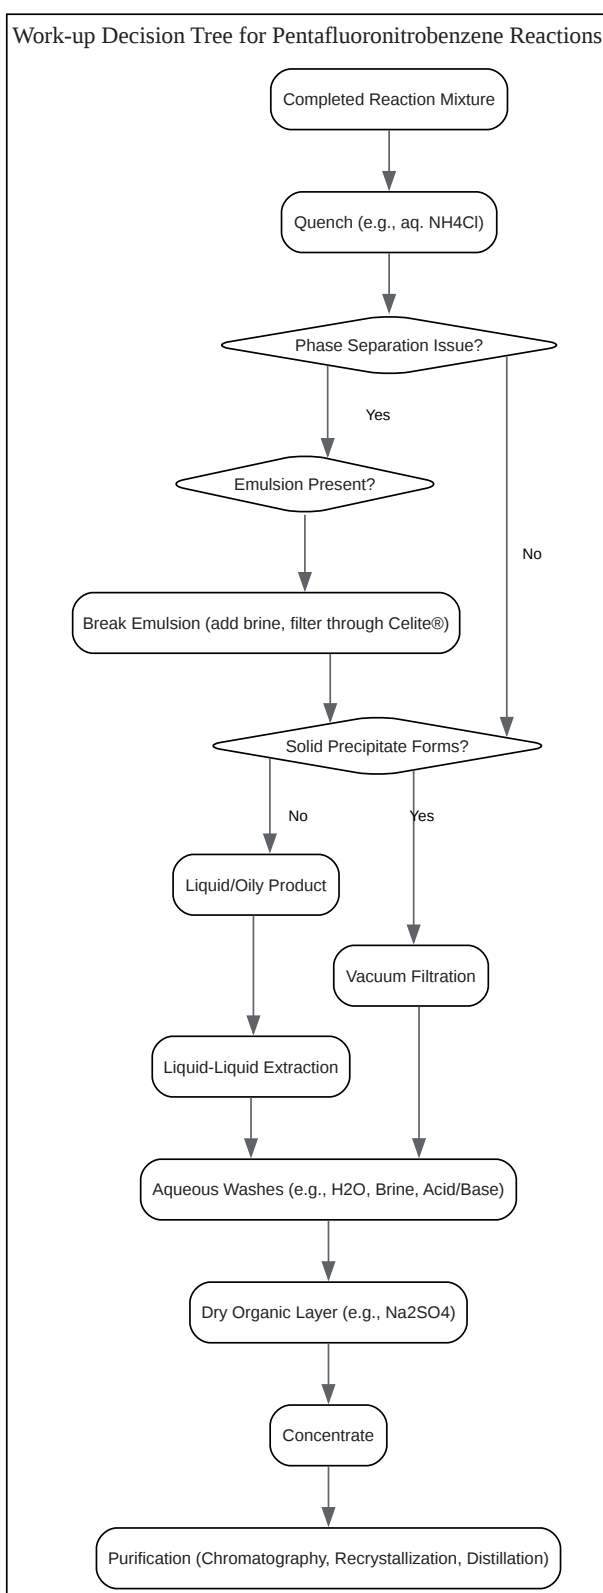 Work-up Decision Tree for Pentafluoronitrobenzene Reactions
Completed Reaction Mixture
Quench (e.g., aq. NH4Cl)
Phase Separation Issue?
Yes
Emulsion Present?
No
Break Emulsion (add brine, filter through Celite®)
Solid Precipitate Forms?
No
Yes
Liquid/Oily Product
Vacuum Filtration
Liquid-Liquid Extraction
Aqueous Washes (e.g., H2O, Brine, Acid/Base)
Dry Organic Layer (e.g., Na2SO4)
Concentrate
Purification (Chromatography, Recrystallization, Distillation)